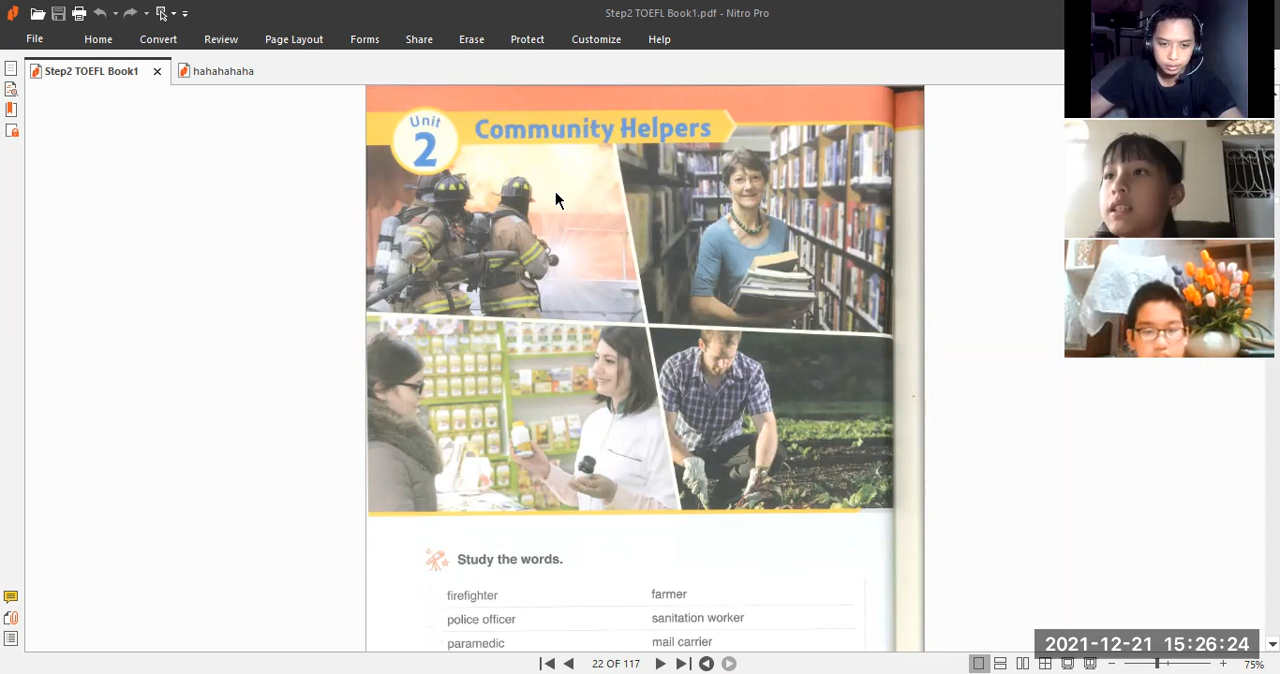 Step2 TOEFL Book1.pdf - Nitro Pro
File Home Convert Review Page Layout Forms Share Erase Protect Customize Help
Step2 TOEFL Book1 hahahahaha
Unit
2
Community Helpers
Study the words.
firefighter farmer
police officer sanitation worker
paramedic mail carrier
22 OF 117
2021-12-21 15:26:24
75%